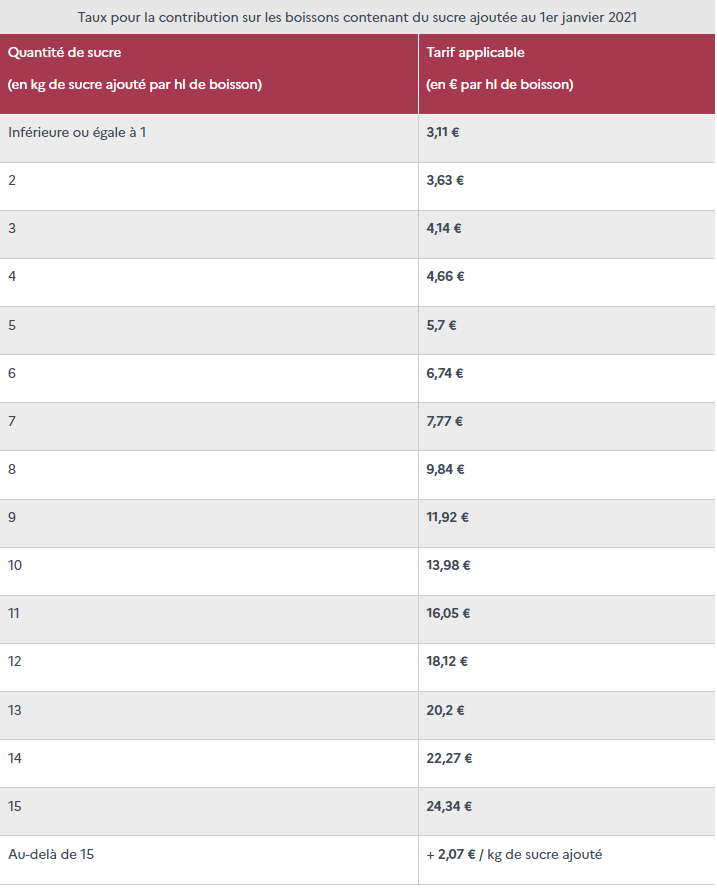 Taux pour la contribution sur les boissons contenant du sucre ajoutée au 1er janvier 2021
Quantité de sucre
(en kg de sucre ajouté par hl de boisson)
Tarif applicable
(en € par hl de boisson)
Inférieure ou égale à 1 3,11 €
2 3,63 €
3 4,14 €
4 4,66 €
5 5,7 €
6 6,74 €
7 7,77 €
8 9,84 €
9 11,92 €
10 13,98 €
11 16,05 €
12 18,12 €
13 20,2 €
14 22,27 €
15 24,34 €
Au-delà de 15 + 2,07 € / kg de sucre ajouté